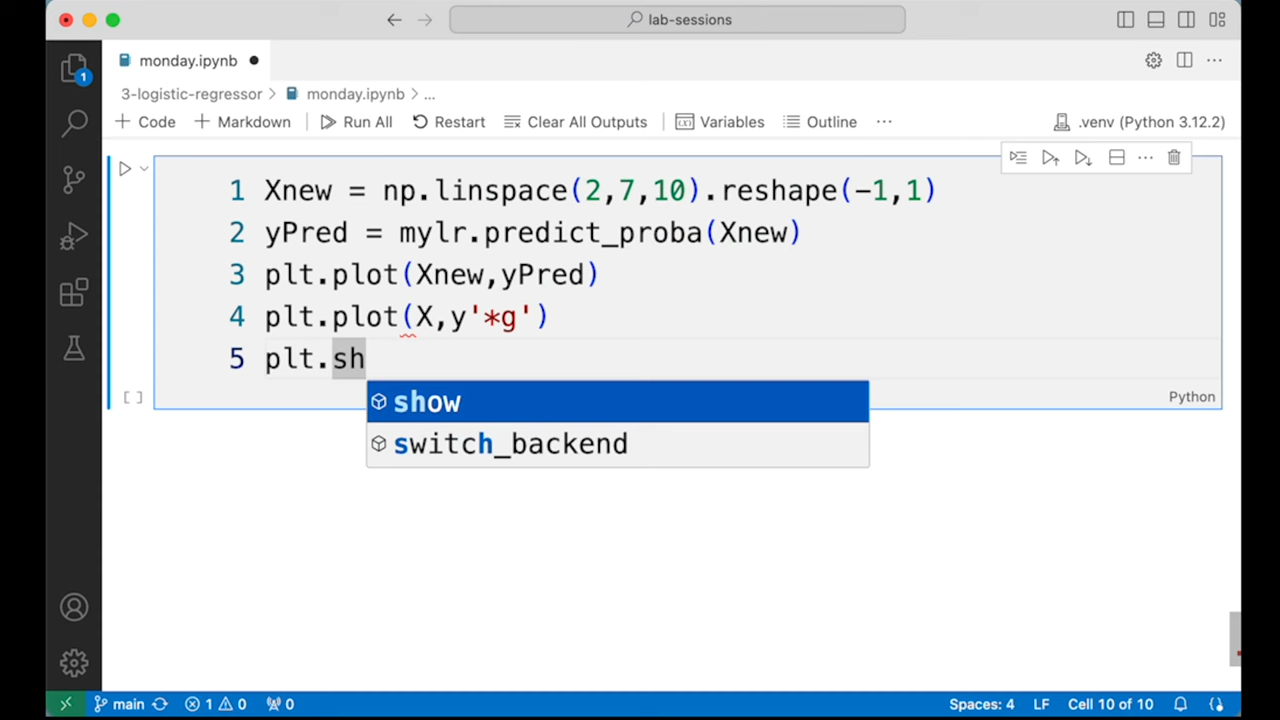 lab-sessions
monday.ipynb
1
3-logistic-regressor > monday.ipynb > ...
Code Markdown Run All Restart Clear All Outputs Variables Outline ... .venv (Python 3.12.2)
1 Xnew = np.linspace(2,7,10).reshape(-1,1)
2 yPred = mylr.predict_proba(Xnew)
3 plt.plot(Xnew,yPred)
4 plt.plot(X,y'*g')
5 plt.sh
[ ] Python
show
switch_backend
main 1 0 0 Spaces: 4 LF Cell 10 of 10